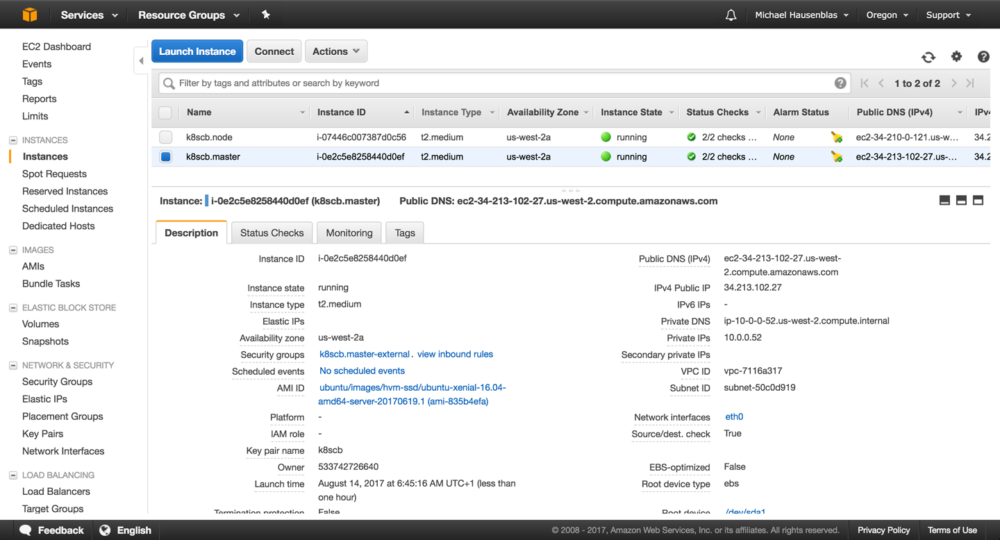 Services Resource Groups Michael Hausenblas Oregon Support
EC2 Dashboard
Events
Tags
Reports
Limits
INSTANCES
Instances
Spot Requests
Reserved Instances
Scheduled Instances
Dedicated Hosts
IMAGES
AMIs
Bundle Tasks
ELASTIC BLOCK STORE
Volumes
Snapshots
NETWORK & SECURITY
Security Groups
Elastic IPs
Placement Groups
Key Pairs
Network Interfaces
LOAD BALANCING
Load Balancers
Target Groups
Launch Instance Connect Actions
Filter by tags and attributes or search by keyword 1 to 2 of 2
Name Instance ID Instance Type Availability Zone Instance State Status Checks Alarm Status Public DNS (IPv4) IPv4
k8scb.node i-07446c007387d0c56 t2.medium us-west-2a running 2/2 checks ... None ec2-34-210-0-121.us-w... 34.2
k8scb.master i-0e2c5e8258440d0ef t2.medium us-west-2a running 2/2 checks ... None ec2-34-213-102-27.us-... 34.2
Instance: i-0e2c5e8258440d0ef (k8scb.master) Public DNS: ec2-34-213-102-27.us-west-2.compute.amazonaws.com
Description Status Checks Monitoring Tags
Instance ID i-0e2c5e8258440d0ef
Instance state running
Instance type t2.medium
Elastic IPs
Availability zone us-west-2a
Security groups k8scb.master-external . view inbound rules
Scheduled events No scheduled events
AMI ID ubuntu/images/hvm-ssd/ubuntu-xenial-16.04-
amd64-server-20170619.1 (ami-835b4efa)
Platform -
IAM role -
Key pair name k8scb
Owner 533742726640
Launch time August 14, 2017 at 6:45:16 AM UTC+1 (less than
one hour)
Termination protection False
Public DNS (IPv4) ec2-34-213-102-27.us-west-
2.compute.amazonaws.com
IPv4 Public IP 34.213.102.27
IPv6 IPs -
Private DNS ip-10-0-0-52.us-west-2.compute.internal
Private IPs 10.0.0.52
Secondary private IPs
VPC ID vpc-7116a317
Subnet ID subnet-50c0d919
Network interfaces eth0
Source/dest. check True
EBS-optimized False
Root device type ebs
Root device /dev/sda1
Feedback English © 2008 - 2017, Amazon Web Services, Inc. or its affiliates. All rights reserved. Privacy Policy Terms of Use